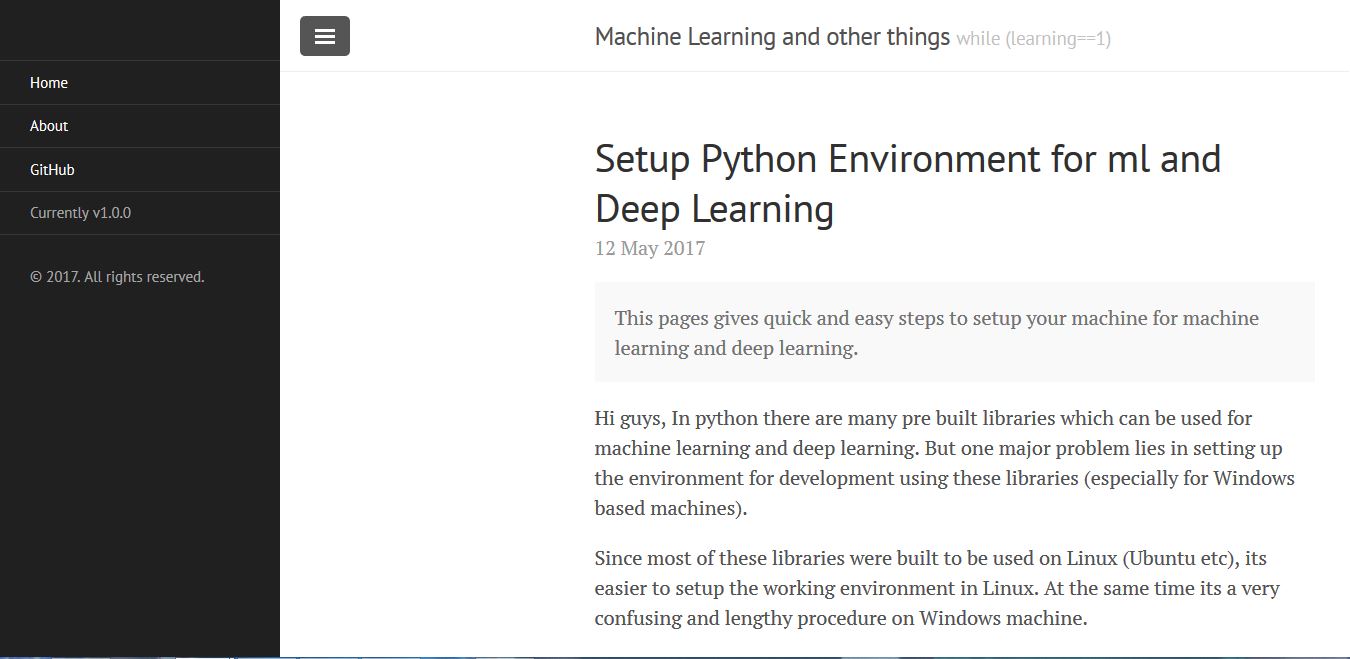 Home
About
GitHub
Currently v1.0.0
© 2017. All rights reserved.
Machine Learning and other things while (learning==1)
Setup Python Environment for ml and
Deep Learning
12 May 2017
This pages gives quick and easy steps to setup your machine for machine
learning and deep learning.
Hi guys, In python there are many pre built libraries which can be used for
machine learning and deep learning. But one major problem lies in setting up
the environment for development using these libraries (especially for Windows
based machines).
Since most of these libraries were built to be used on Linux (Ubuntu etc), its
easier to setup the working environment in Linux. At the same time its a very
confusing and lengthy procedure on Windows machine.